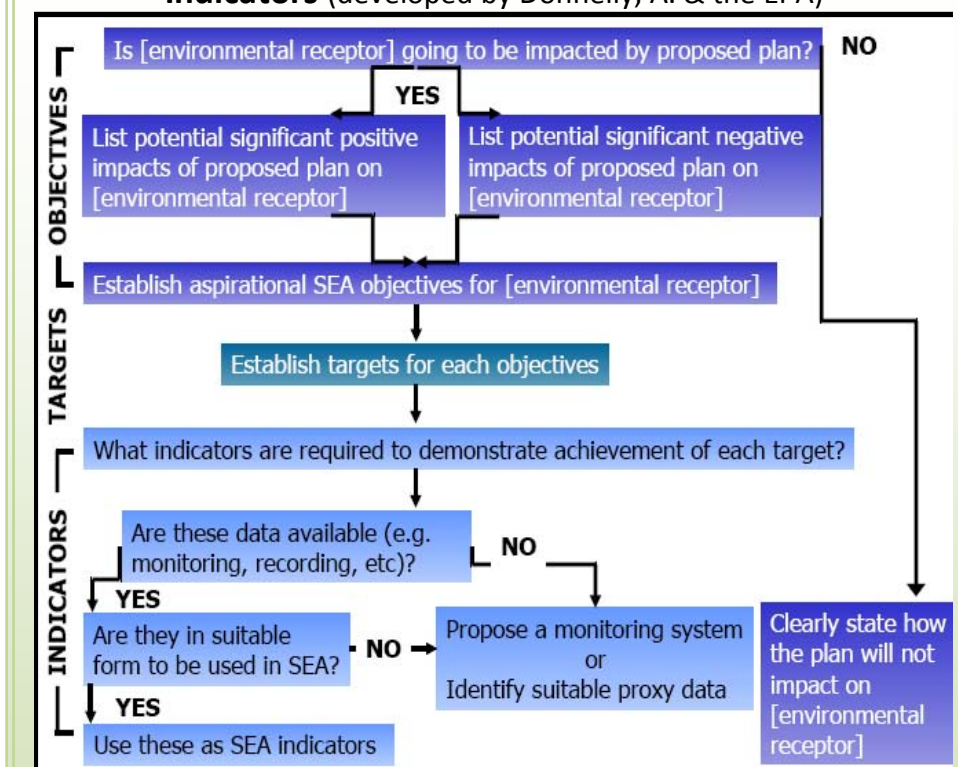 Indicators (developed by Donnelly, A. & the EPA)
Is [environmental receptor] going to be impacted by proposed plan?
NO
YES
OBJECTIVES
List potential significant positive
impacts of proposed plan on
[environmental receptor]
List potential significant negative
impacts of proposed plan on
[environmental receptor]
Establish aspirational SEA objectives for [environmental receptor]
TARGETS
Establish targets for each objectives
What indicators are required to demonstrate achievement of each target?
INDICATORS
Are these data available (e.g.
monitoring, recording, etc)?
NO
YES
Are they in suitable
form to be used in SEA?
NO
Propose a monitoring system
or
Identify suitable proxy data
Clearly state how
the plan will not
impact on
[environmental
receptor]
YES
Use these as SEA indicators